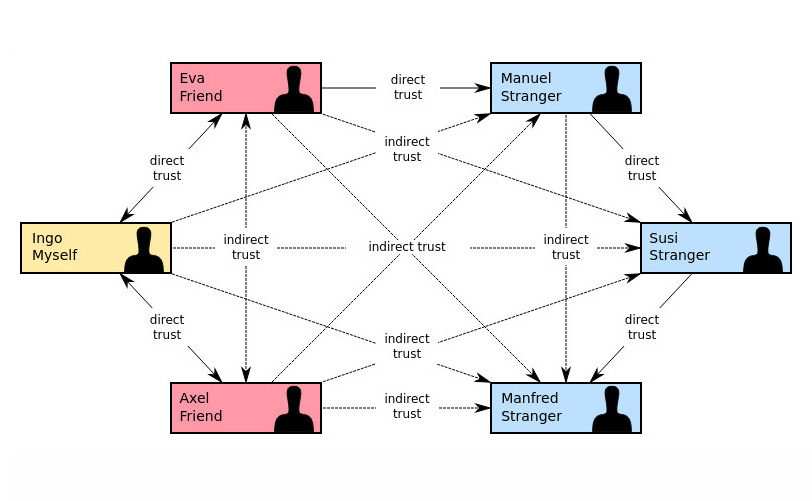 Eva
Friend
direct
trust
Manuel
Stranger
indirect
trust
direct
trust
direct
trust
Ingo
Myself
indirect
trust
indirect trust
indirect
trust
Susi
Stranger
direct
trust
direct
trust
indirect
trust
Axel
Friend
indirect
trust
Manfred
Stranger